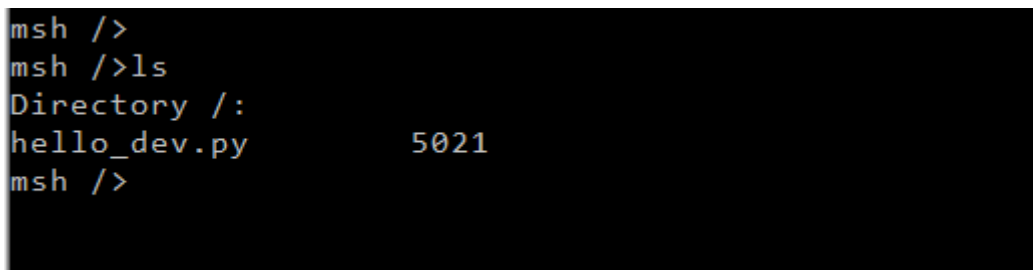 msh />
msh />ls
Directory /:
hello_dev.py        5021
msh />